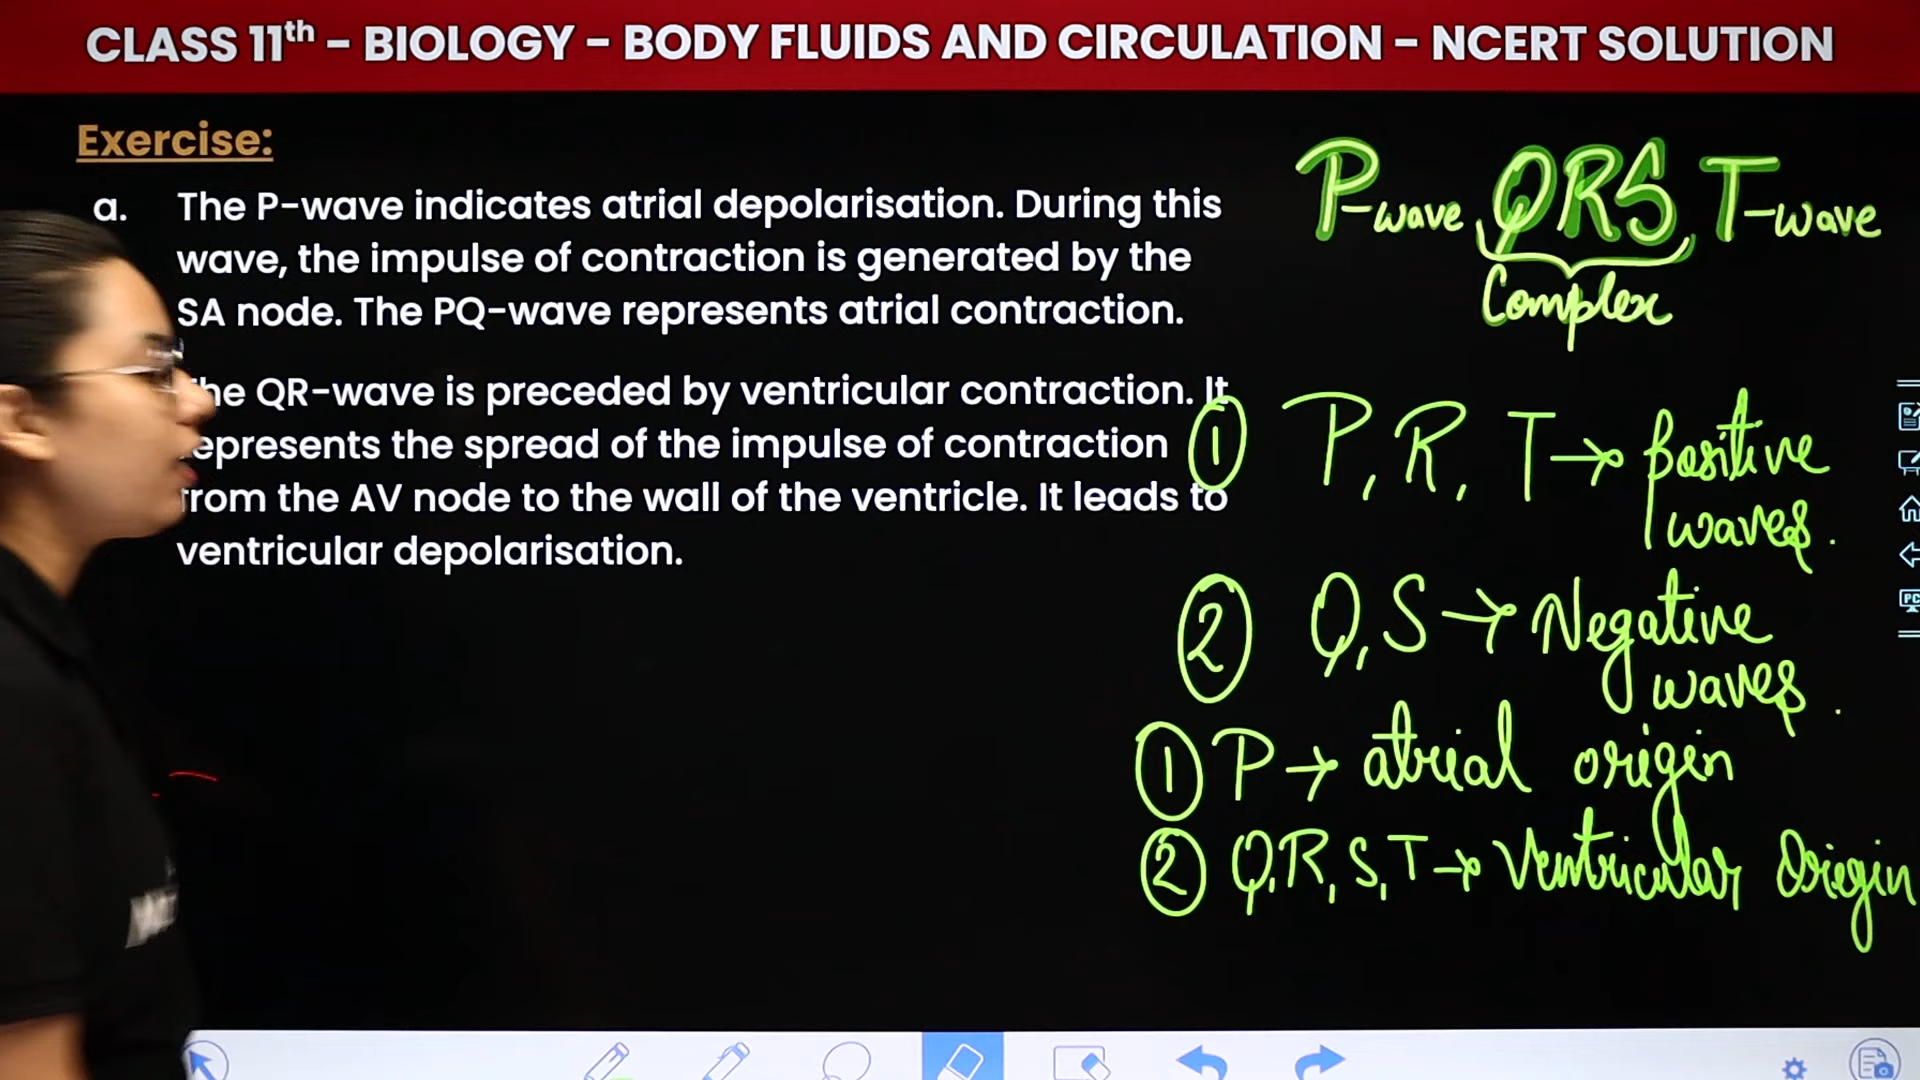 CLASS 11th – BIOLOGY – BODY FLUIDS AND CIRCULATION – NCERT SOLUTION
Exercise:
a. The P-wave indicates atrial depolarisation. During this
wave, the impulse of contraction is generated by the
SA node. The PQ-wave represents atrial contraction.
he QR-wave is preceded by ventricular contraction. It
epresents the spread of the impulse of contraction
from the AV node to the wall of the ventricle. It leads to
ventricular depolarisation.
P-wave, QRS, T-wave
Complex
① P, R, T → positive
waves.
② Q, S → Negative
waves.
① P → atrial origin
② Q, R, S, T → Ventricular Origin